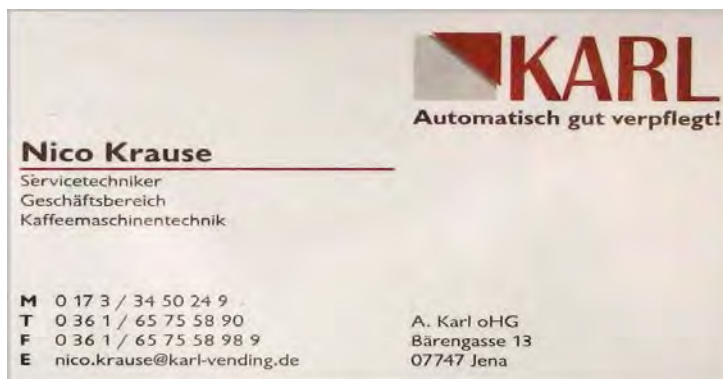 KARL
Automatisch gut verpflegt!
Nico Krause
Servicetechniker
Geschäftsbereich
Kaffeemaschinentechnik
M 0 17 3 / 34 50 24 9
T 0 36 1 / 65 75 58 90
F 0 36 1 / 65 75 58 98 9
E nico.krause@karl-vending.de
A. Karl oHG
Bärengasse 13
07747 Jena